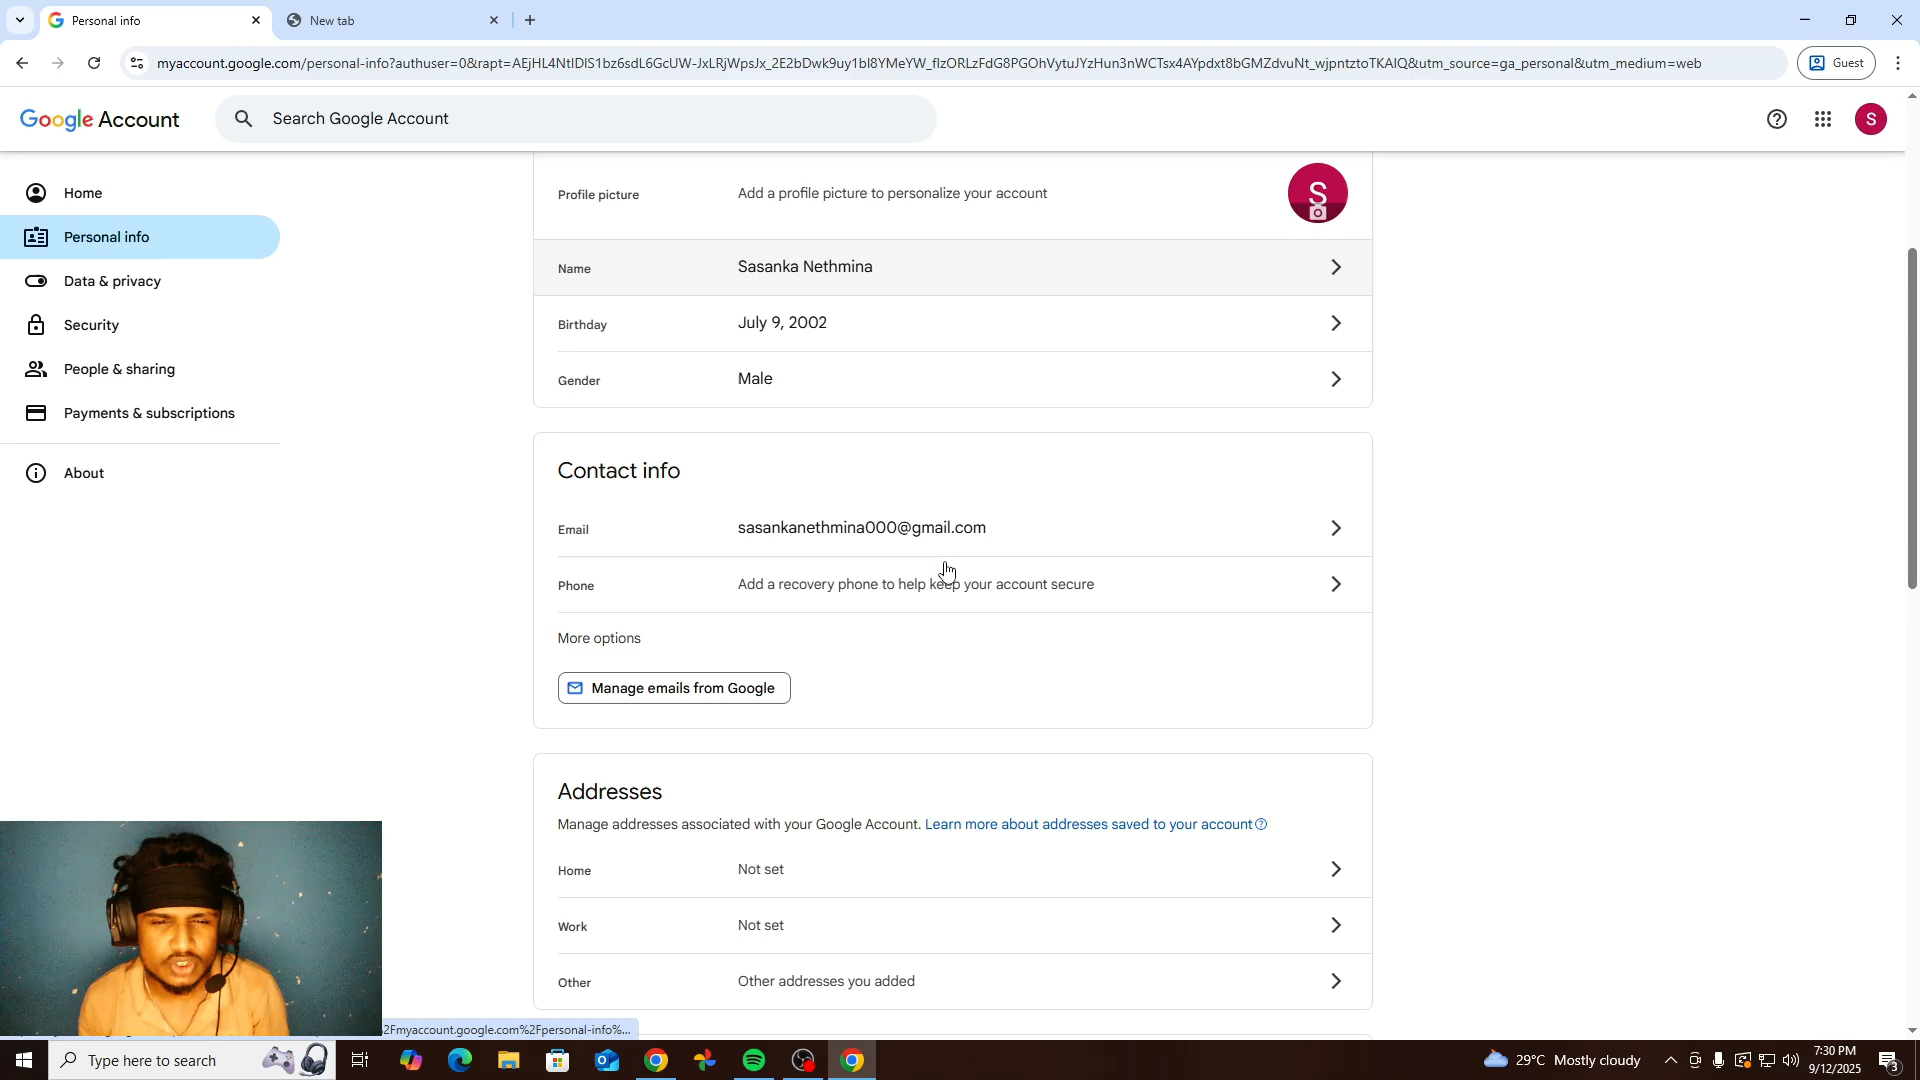 Personal info
New tab
myaccount.google.com/personal-info?authuser=0&rapt=AEjHL4NtIDIS1bz6sdL6GcUW-JxLRjWpsJx_2E2bDwk9uy1bI8YMeYW_fIzORLzFdG8PGOhVytuJYzHun3nWCTsx4AYpdxt8bGMZdvuNt_wjpntztoTKAIQ&utm_source=ga_personal&utm_medium=web
Guest
Google Account
Search Google Account
S
Home
Personal info
Data & privacy
Security
People & sharing
Payments & subscriptions
About
Profile picture Add a profile picture to personalize your account
S
Name Sasanka Nethmina
Birthday July 9, 2002
Gender Male
Contact info
Email sasankanethmina000@gmail.com
Phone Add a recovery phone to help keep your account secure
More options
Manage emails from Google
Addresses
Manage addresses associated with your Google Account. Learn more about addresses saved to your account
Home Not set
Work Not set
Other Other addresses you added
2Fmyaccount.google.com%2Fpersonal-info%...
Type here to search
29°C Mostly cloudy
7:30 PM
9/12/2025
3